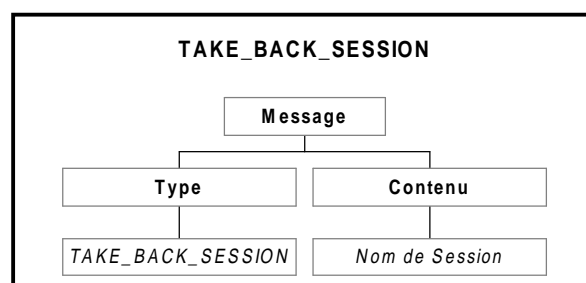 TAKE_BACK_SESSION
Message
Type Contenu
TAKE_BACK_SESSION Nom de Session